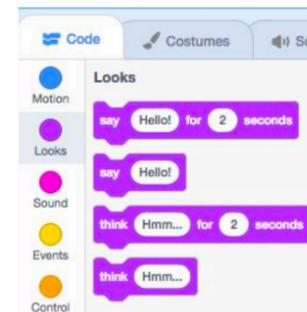 Code Costumes
Looks
Motion
say Hello! for 2 seconds
Looks
say Hello!
Sound
think Hmm... for 2 seconds
Events
think Hmm...
Control